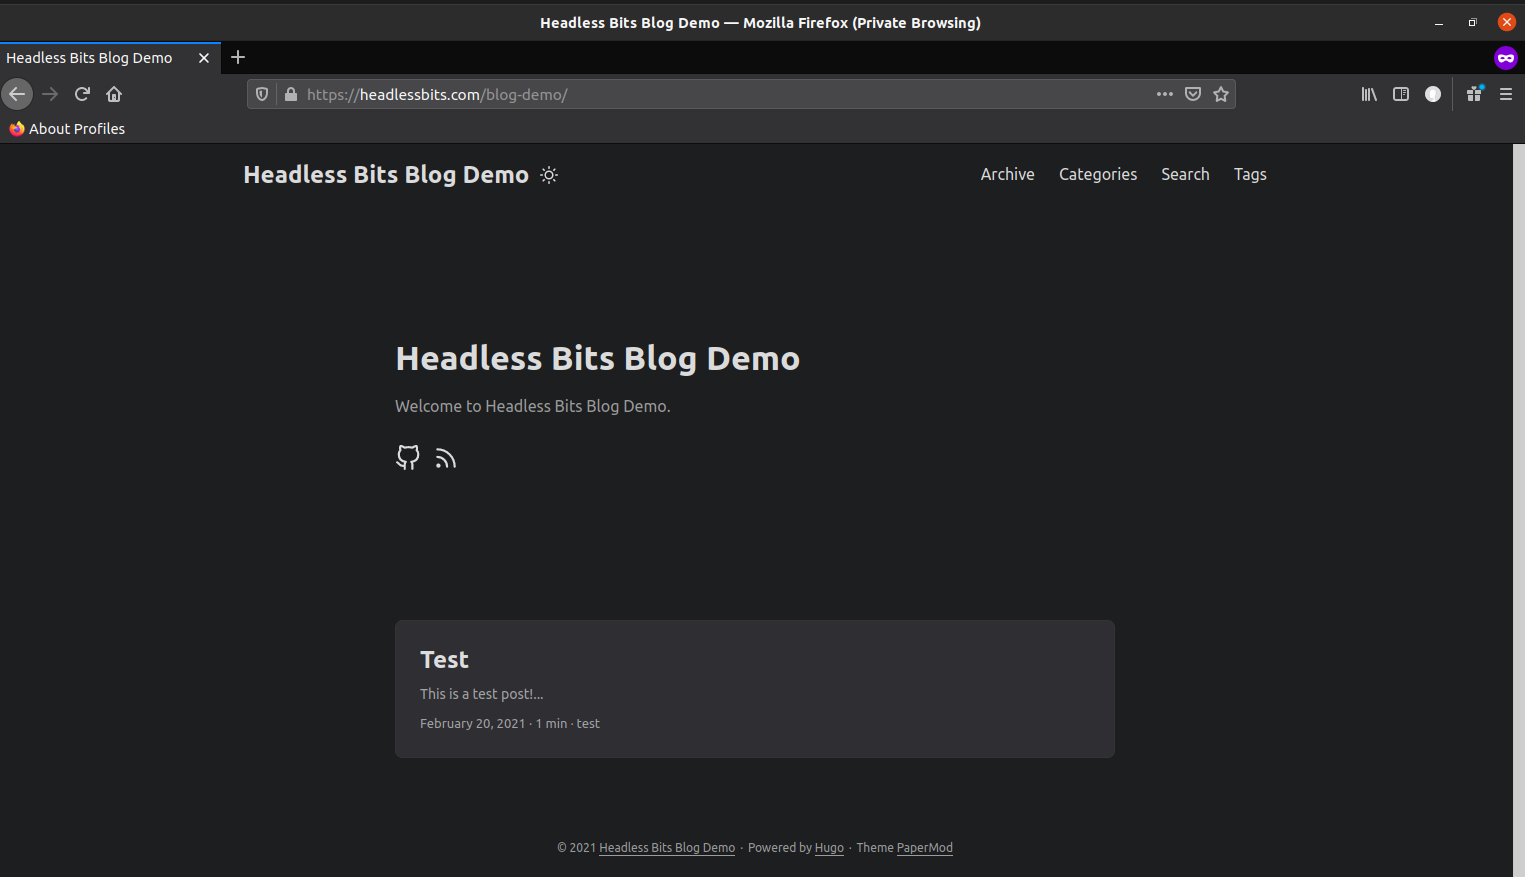 Headless Bits Blog Demo — Mozilla Firefox (Private Browsing)
Headless Bits Blog Demo
https://headlessbits.com/blog-demo/
About Profiles
Headless Bits Blog Demo
Archive Categories Search Tags
Headless Bits Blog Demo
Welcome to Headless Bits Blog Demo.
Test
This is a test post!...
February 20, 2021 · 1 min · test
© 2021 Headless Bits Blog Demo · Powered by Hugo · Theme PaperMod